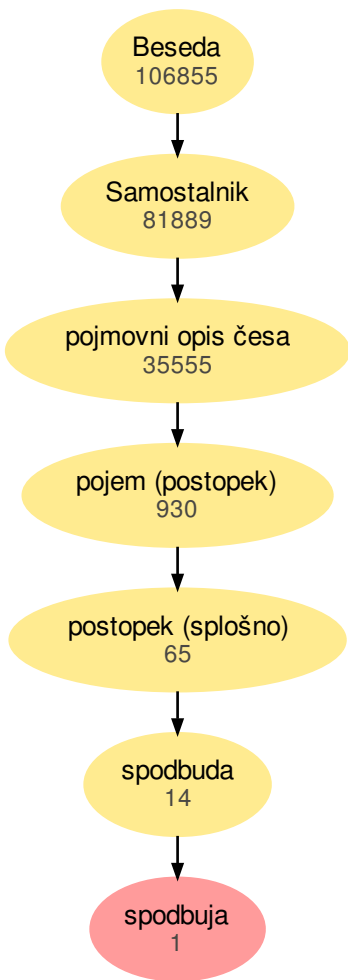 Beseda
106855
Samostalnik
81889
pojmovni opis česa
35555
pojem (postopek)
930
postopek (splošno)
65
spodbuda
14
spodbuja
1